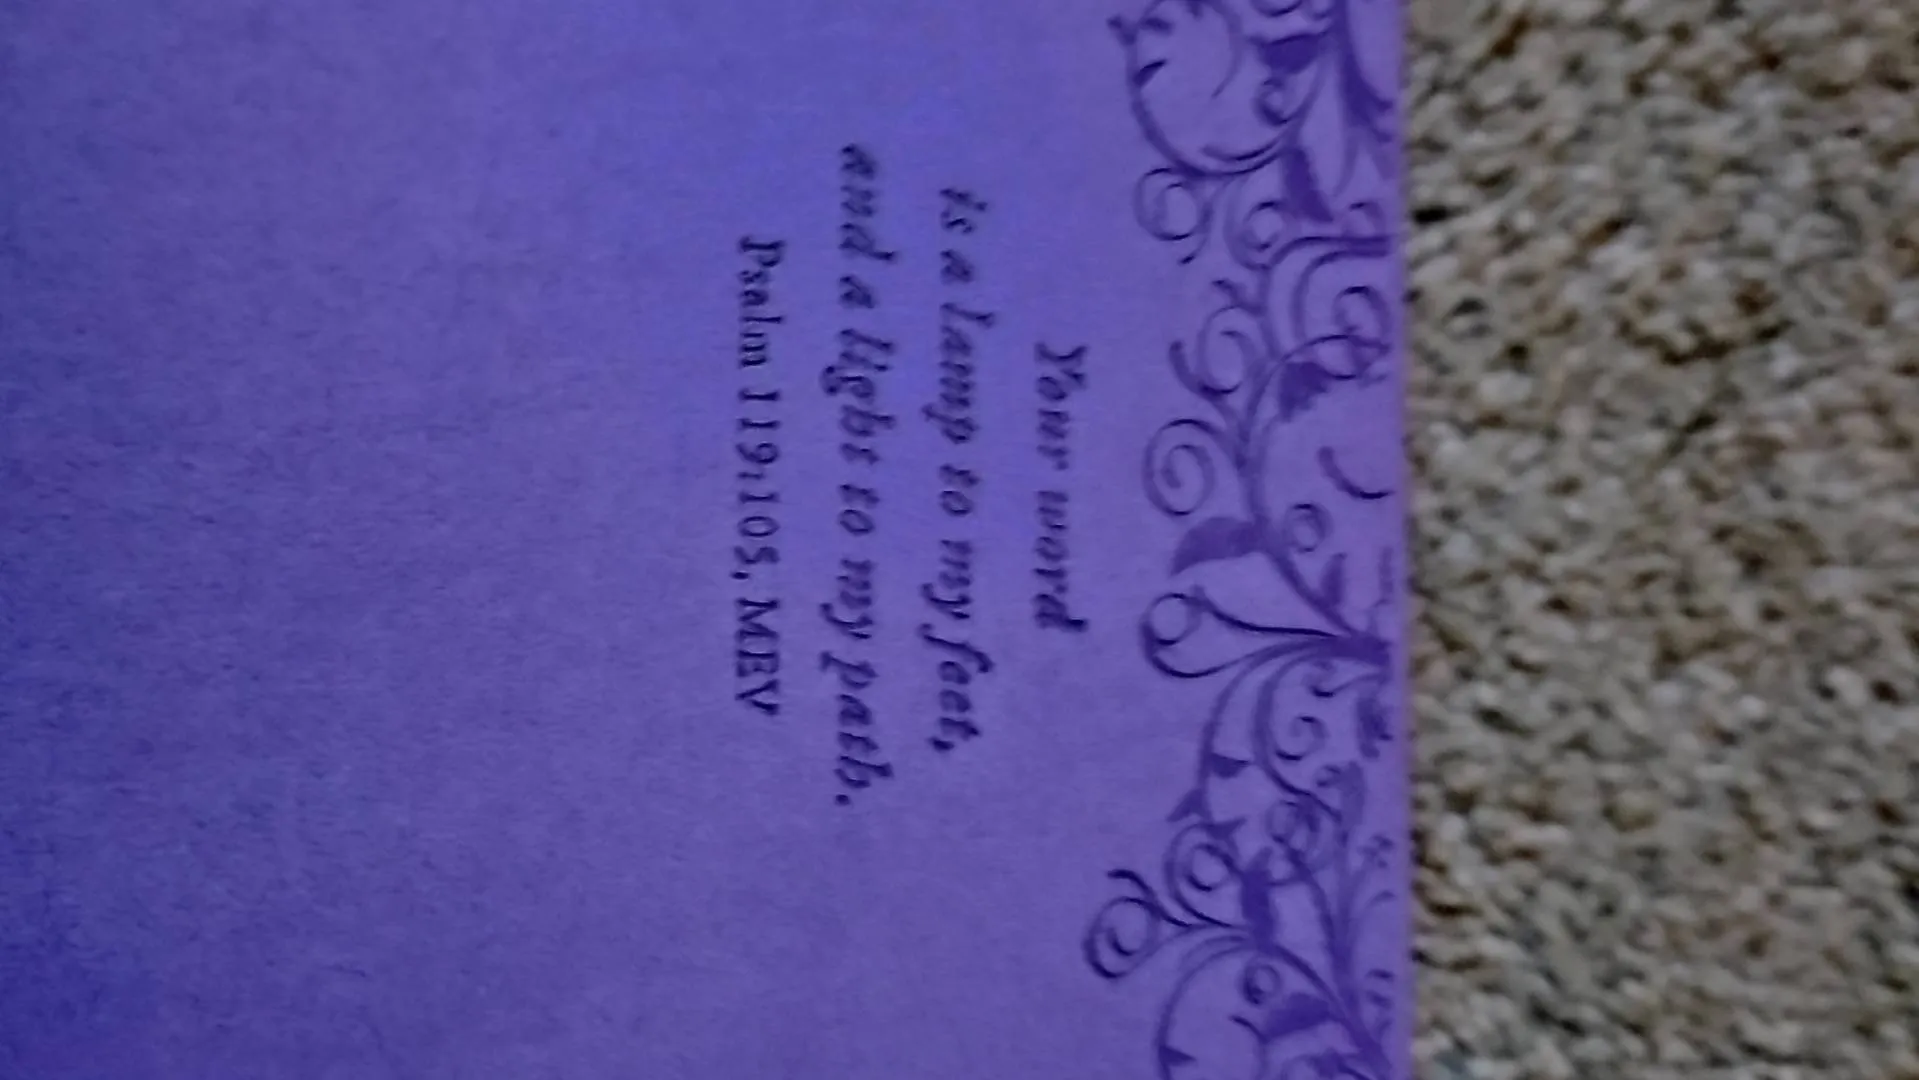 Your word
is a lamp to my feet,
and a light to my path.
Psalm 119:105, MEV